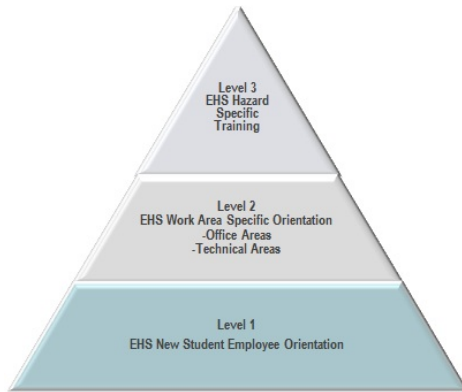 Level 3
EHS Hazard
Specific
Training
Level 2
EHS Work Area Specific Orientation
-Office Areas
-Technical Areas
Level 1
EHS New Student Employee Orientation